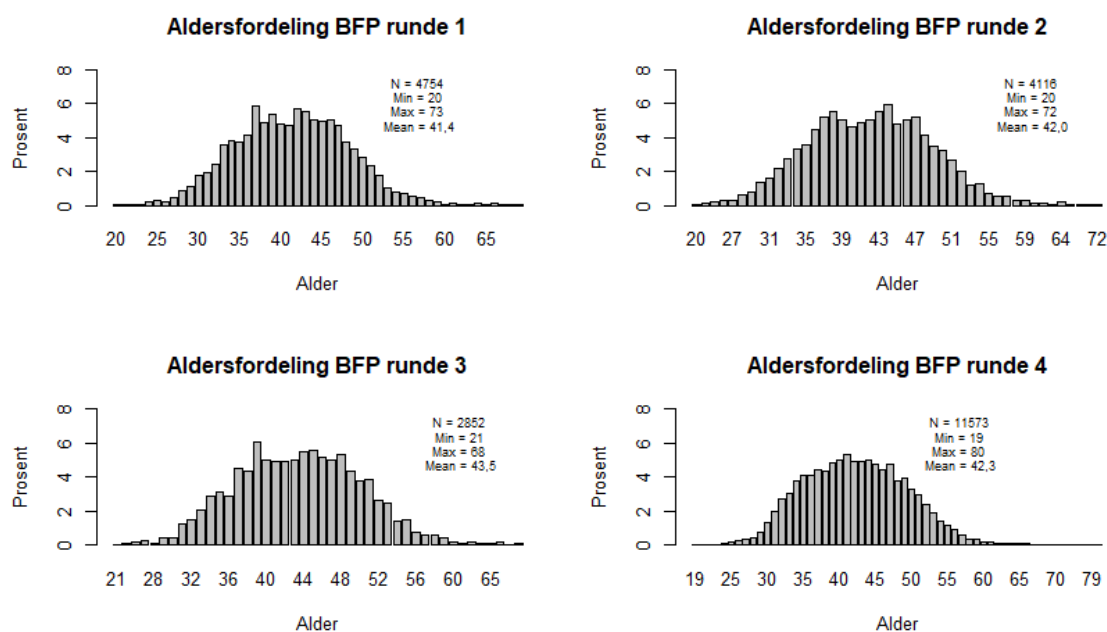 Aldersfordeling BFP runde 1
N = 4754
Min = 20
Max = 73
Mean = 41,4
Prosent
8
6
4
2
0
20 25 30 35 40 45 50 55 65
Alder
Aldersfordeling BFP runde 2
N = 4116
Min = 20
Max = 72
Mean = 42,0
Prosent
8
6
4
2
0
20 27 31 35 39 43 47 51 55 59 64 72
Alder
Aldersfordeling BFP runde 3
N = 2852
Min = 21
Max = 68
Mean = 43,5
Prosent
8
6
4
2
0
21 28 32 36 40 44 48 52 56 60 65
Alder
Aldersfordeling BFP runde 4
N = 11573
Min = 19
Max = 80
Mean = 42,3
Prosent
8
6
4
2
0
19 25 30 35 40 45 50 55 60 65 70 79
Alder